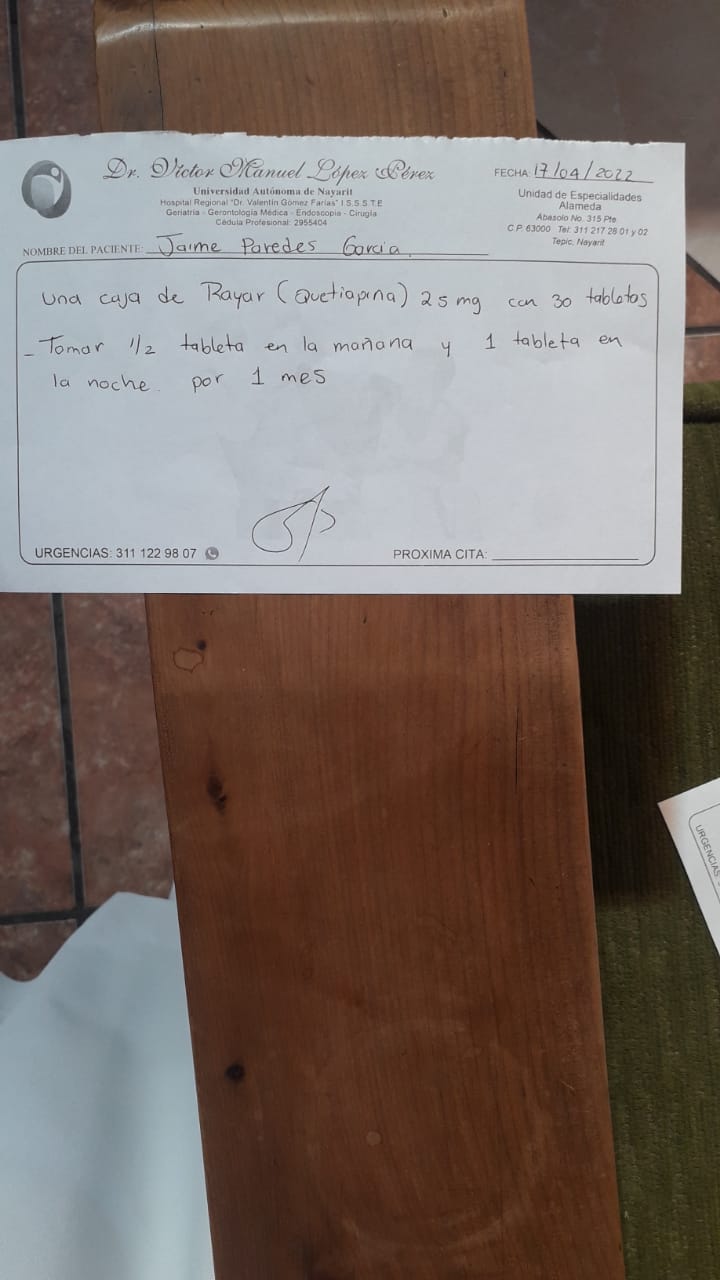 Dr. Víctor Manuel López Pérez
Universidad Autónoma de Nayarit
Hospital Regional "Dr. Valentín Gómez Farías" I.S.S.S.T.E
Geriatría - Gerontología Médica - Endoscopia - Cirugía
Cédula Profesional: 2955404
FECHA: 17/04/2022
Unidad de Especialidades
Alameda
Abasolo No. 315 Pte.
C.P. 63000 Tel: 311 217 28 01 y 02
Tepic, Nayarit
NOMBRE DEL PACIENTE: Jaime Paredes Garcia.
Una caja de Rayar (Quetiapina) 25 mg con 30 tabletas
- Tomar 1/2 tableta en la mañana y 1 tableta en
la noche. por 1 mes
URGENCIAS: 311 122 98 07
PROXIMA CITA:
URGENCIAS